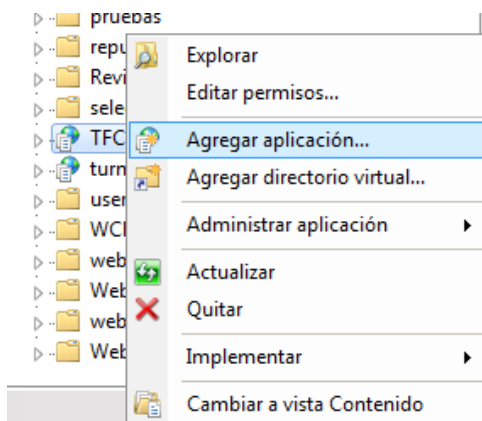 pruebas
repu
Revi
sele
TFC
turn
user
WCI
web
Web
web
Web
Explorar
Editar permisos...
Agregar aplicación...
Agregar directorio virtual...
Administrar aplicación
Actualizar
Quitar
Implementar
Cambiar a vista Contenido